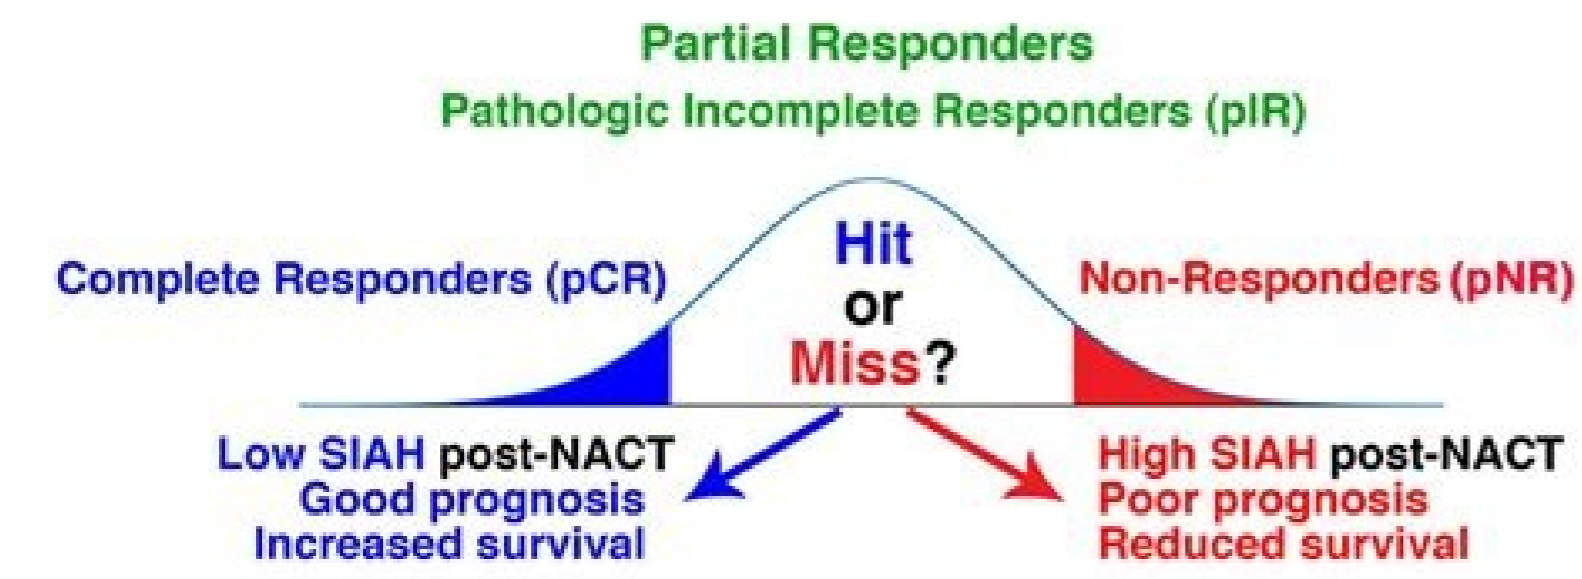 Partial Responders
Pathologic Incomplete Responders (pIR)
Hit
or
Miss?
Complete Responders (pCR)
Non-Responders (pNR)
Low SIAH post-NACT
Good prognosis
Increased survival
High SIAH post-NACT
Poor prognosis
Reduced survival